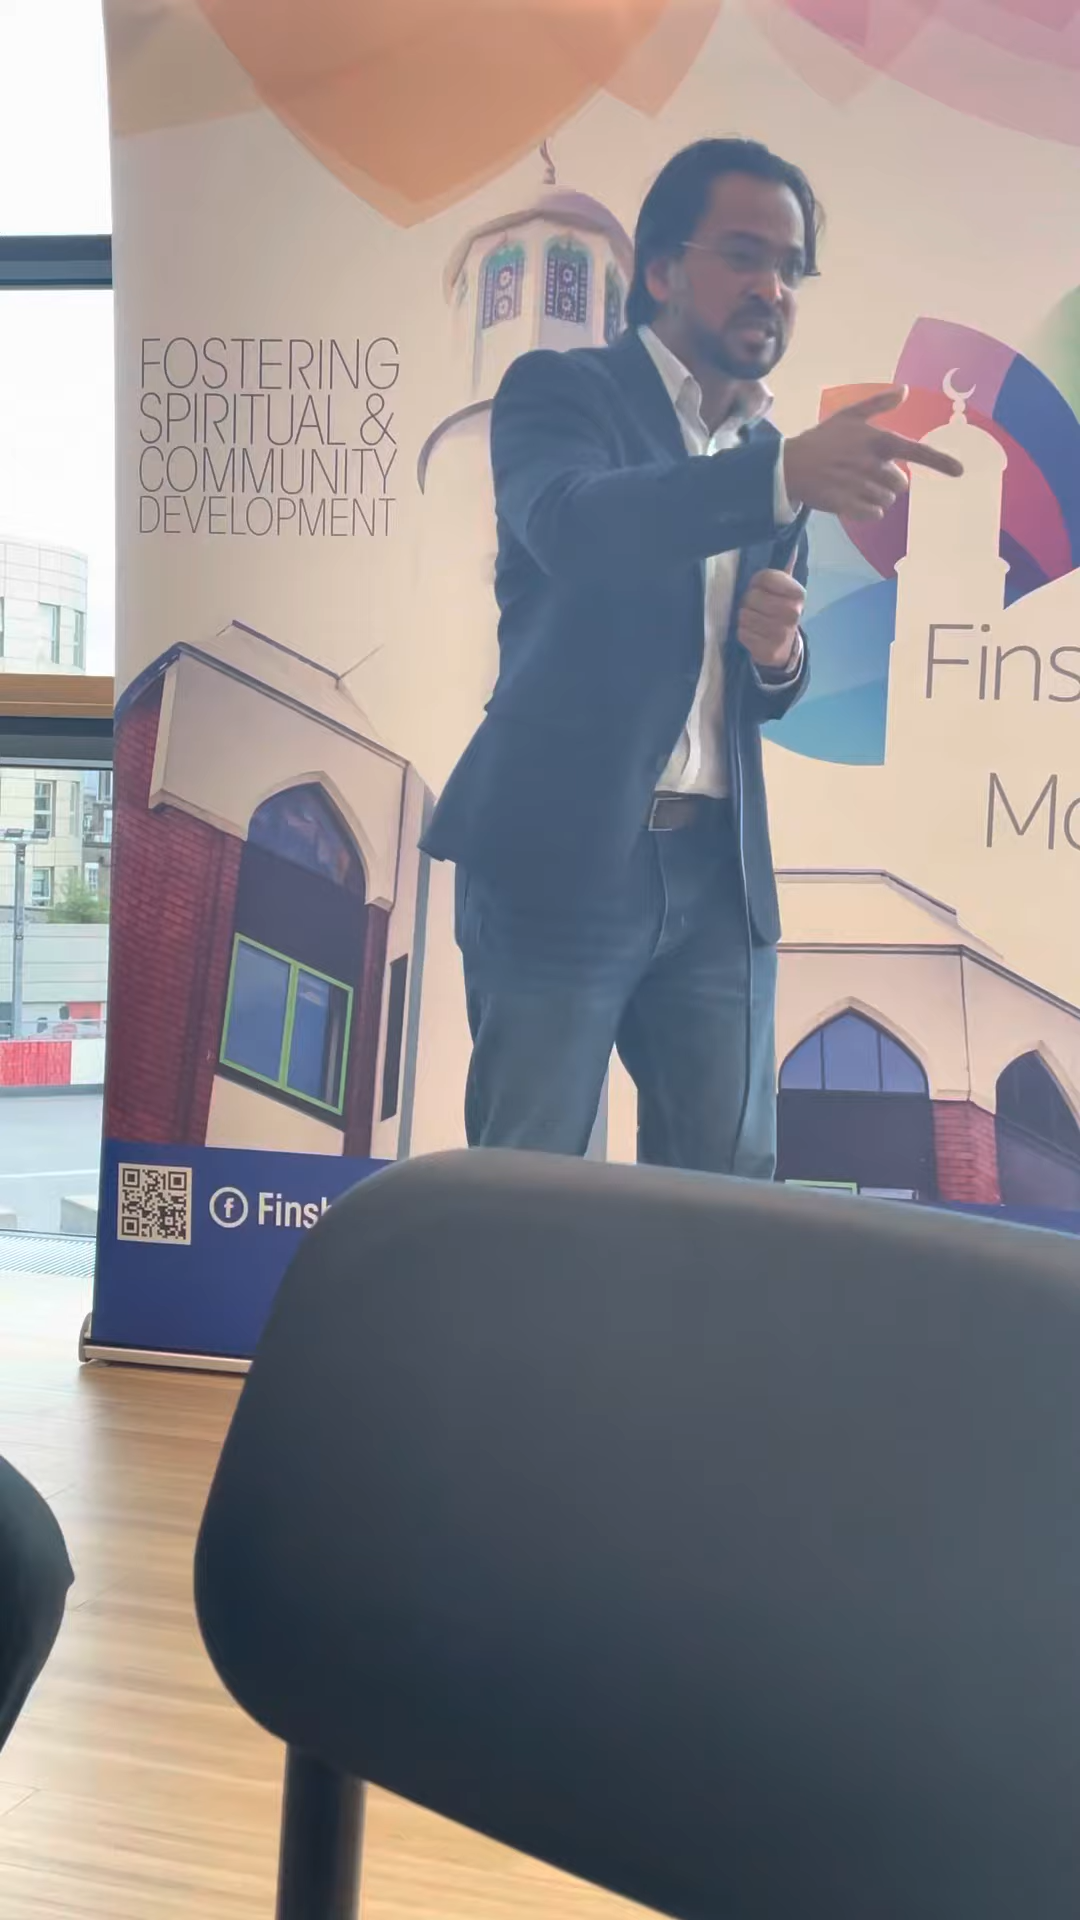 FOSTERING
SPIRITUAL &
COMMUNITY
DEVELOPMENT
Fins
Mo
Finsb